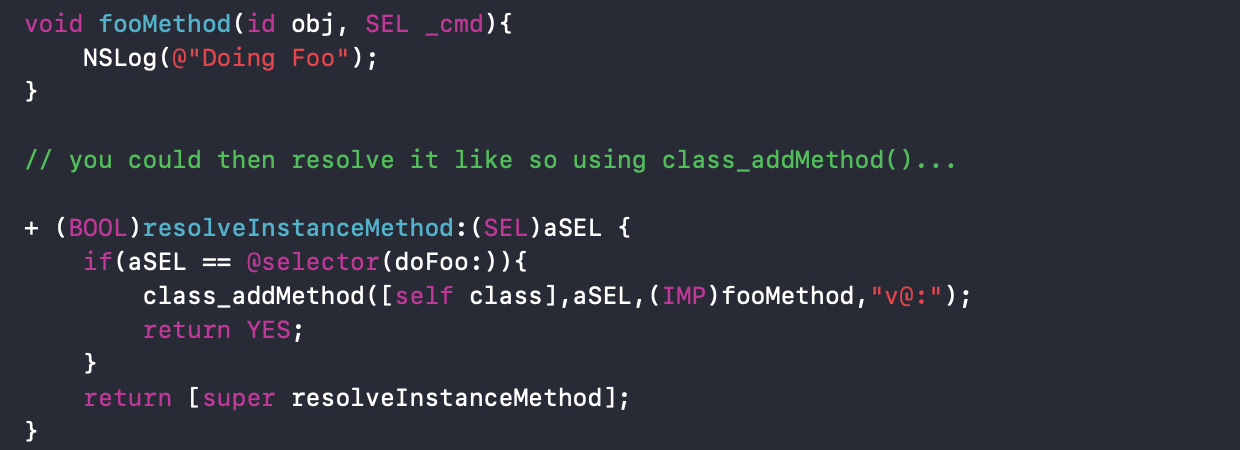 void fooMethod(id obj, SEL _cmd){
    NSLog(@"Doing Foo");
}
// you could then resolve it like so using class_addMethod()...
+ (BOOL)resolveInstanceMethod:(SEL)aSEL {
    if(aSEL == @selector(doFoo:)){
        class_addMethod([self class],aSEL,(IMP)fooMethod,"v@:");
        return YES;
    }
    return [super resolveInstanceMethod];
}